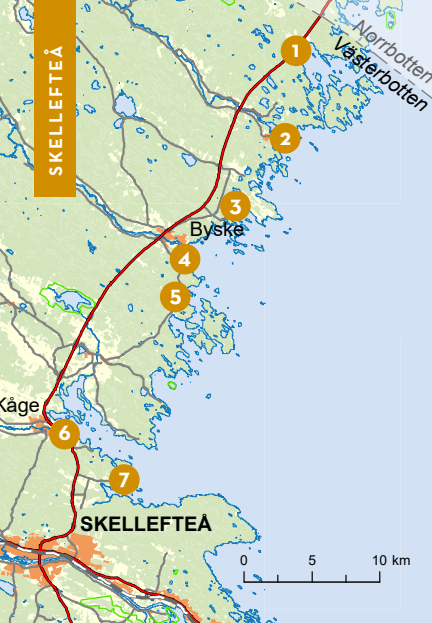 Norrbotten
Västerbotten
SKELLEFTEÅ
1
2
3
Byske
4
5
Kåge
6
7
SKELLEFTEÅ
0 5 10 km